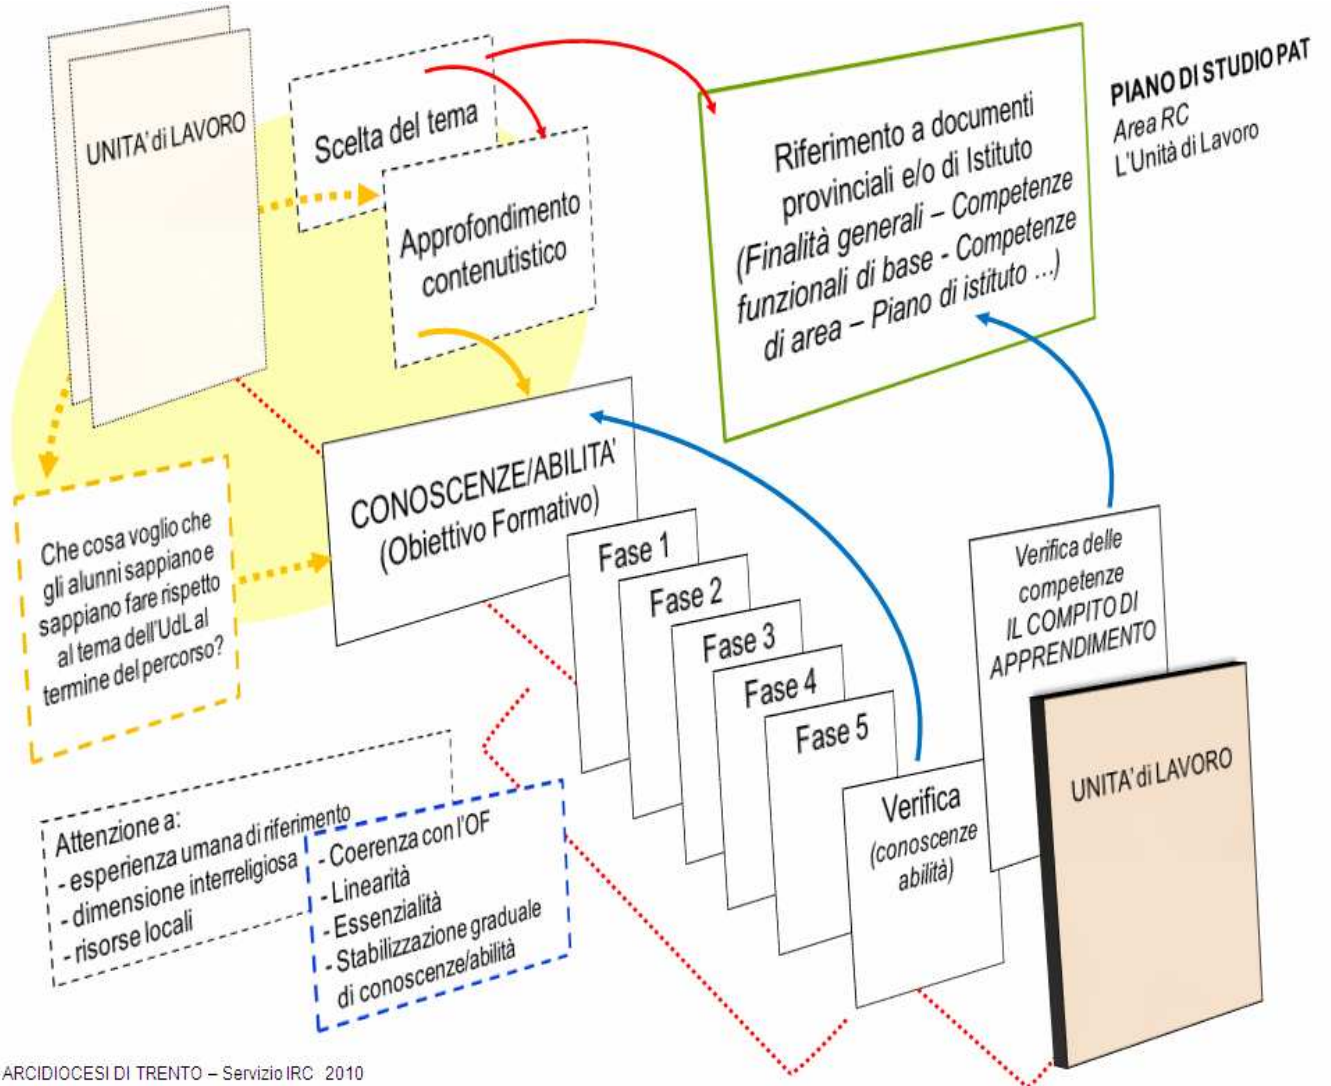 UNITA' di LAVORO
Scelta del tema
Approfondimento
contenutistico
Riferimento a documenti
provinciali e/o di Istituto
(Finalità generali – Competenze
funzionali di base - Competenze
di area – Piano di istituto ...)
PIANO DI STUDIO PAT
Area RC
L'Unità di Lavoro
CONOSCENZE/ABILITA'
(Obiettivo Formativo)
Che cosa voglio che
gli alunni sappiano e
sappiano fare rispetto
al tema dell'UdL al
termine del percorso?
Fase 1
Fase 2
Fase 3
Fase 4
Fase 5
Verifica
(conoscenze
abilità)
Verifica delle
competenze
IL COMPITO DI
APPRENDIMENTO
UNITA' di LAVORO
Attenzione a:
- esperienza umana di riferimento
- dimensione interreligiosa
- risorse locali
- Coerenza con l'OF
- Linearità
- Essenzialità
- Stabilizzazione graduale
di conoscenze/abilità
ARCIDIOCESI DI TRENTO – Servizio IRC 2010